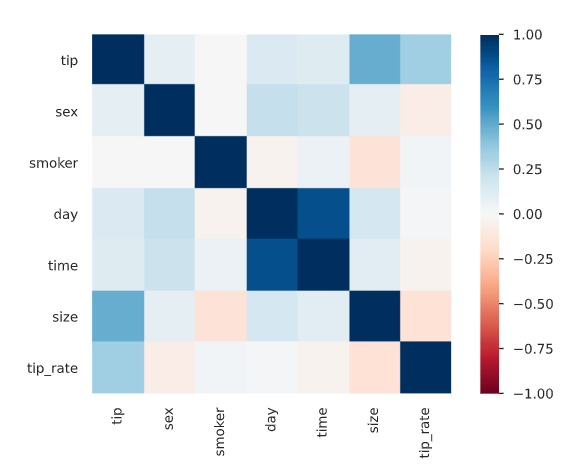 tip
sex
smoker
day
time
size
tip_rate
tip
sex
smoker
day
time
size
tip_rate
1.00
0.75
0.50
0.25
0.00
−0.25
−0.50
−0.75
−1.00